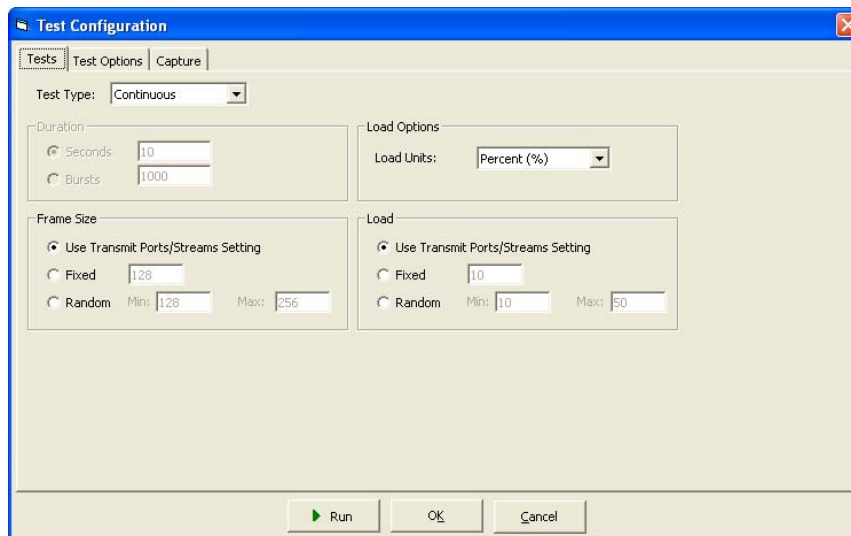 Test Configuration
Tests Test Options Capture
Test Type: Continuous
Duration
Seconds 10
Bursts 1000
Load Options
Load Units: Percent (%)
Frame Size
Use Transmit Ports/Streams Setting
Fixed 128
Random Min: 128 Max: 256
Load
Use Transmit Ports/Streams Setting
Fixed 10
Random Min: 10 Max: 50
Run OK Cancel